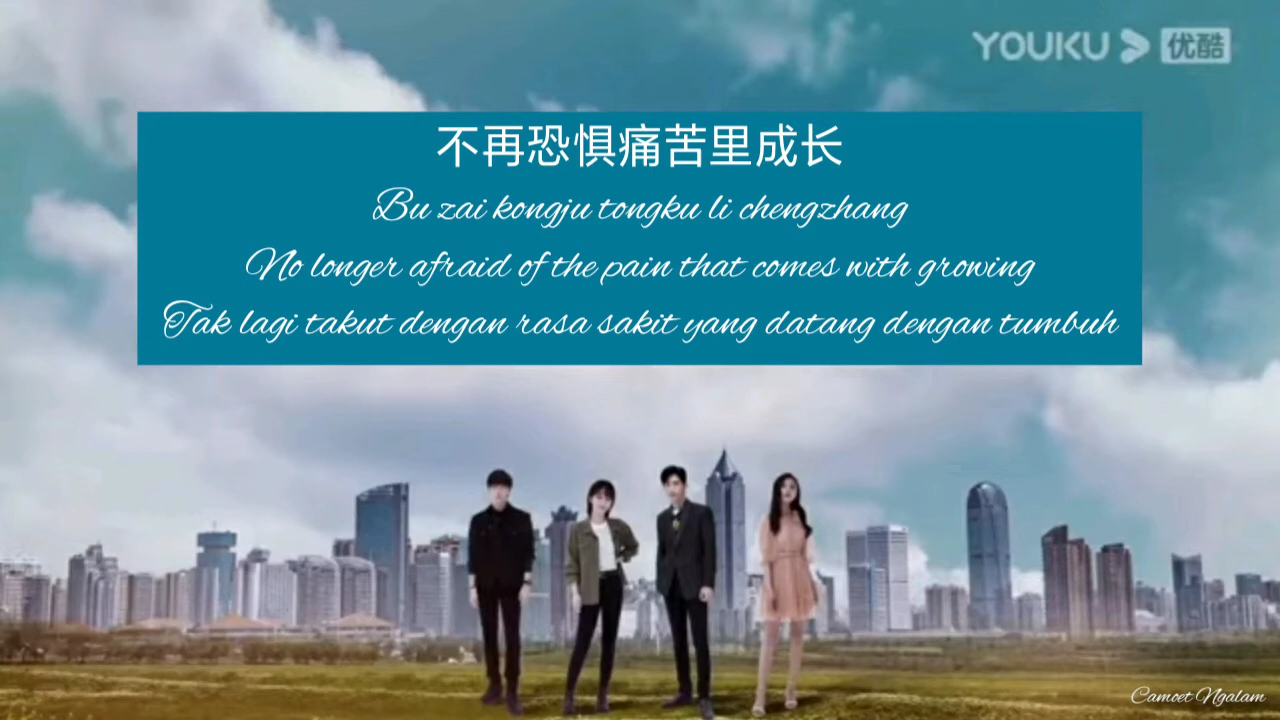 YOUKU 优酷
不再恐惧痛苦里成长
Bu zai kongju tongku li chengzhang
No longer afraid of the pain that comes with growing
Tak lagi takut dengan rasa sakit yang datang dengan tumbuh
Camoet Ngalam